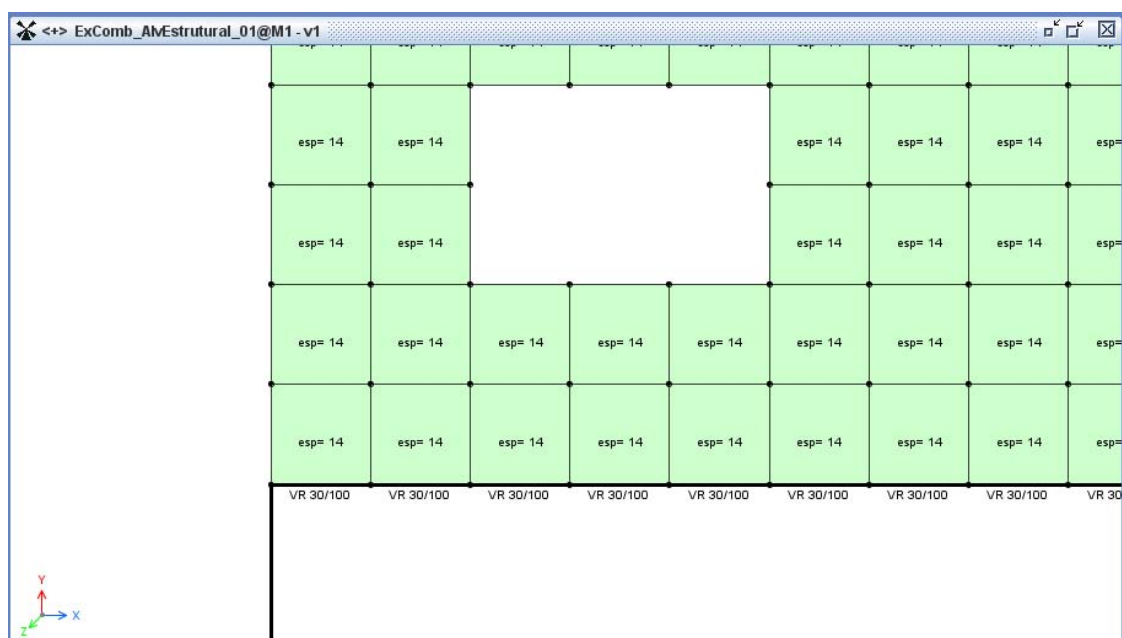 <+> ExComb_AlvEstrutural_01@M1 - v1
esp= 14 esp= 14 esp= 14 esp= 14 esp= 14 esp=
esp= 14 esp= 14 esp= 14 esp= 14 esp= 14 esp=
esp= 14 esp= 14 esp= 14 esp= 14 esp= 14 esp= 14 esp= 14 esp= 14 esp=
esp= 14 esp= 14 esp= 14 esp= 14 esp= 14 esp= 14 esp= 14 esp= 14 esp=
VR 30/100 VR 30/100 VR 30/100 VR 30/100 VR 30/100 VR 30/100 VR 30/100 VR 30/100 VR 30
Y
X
Z